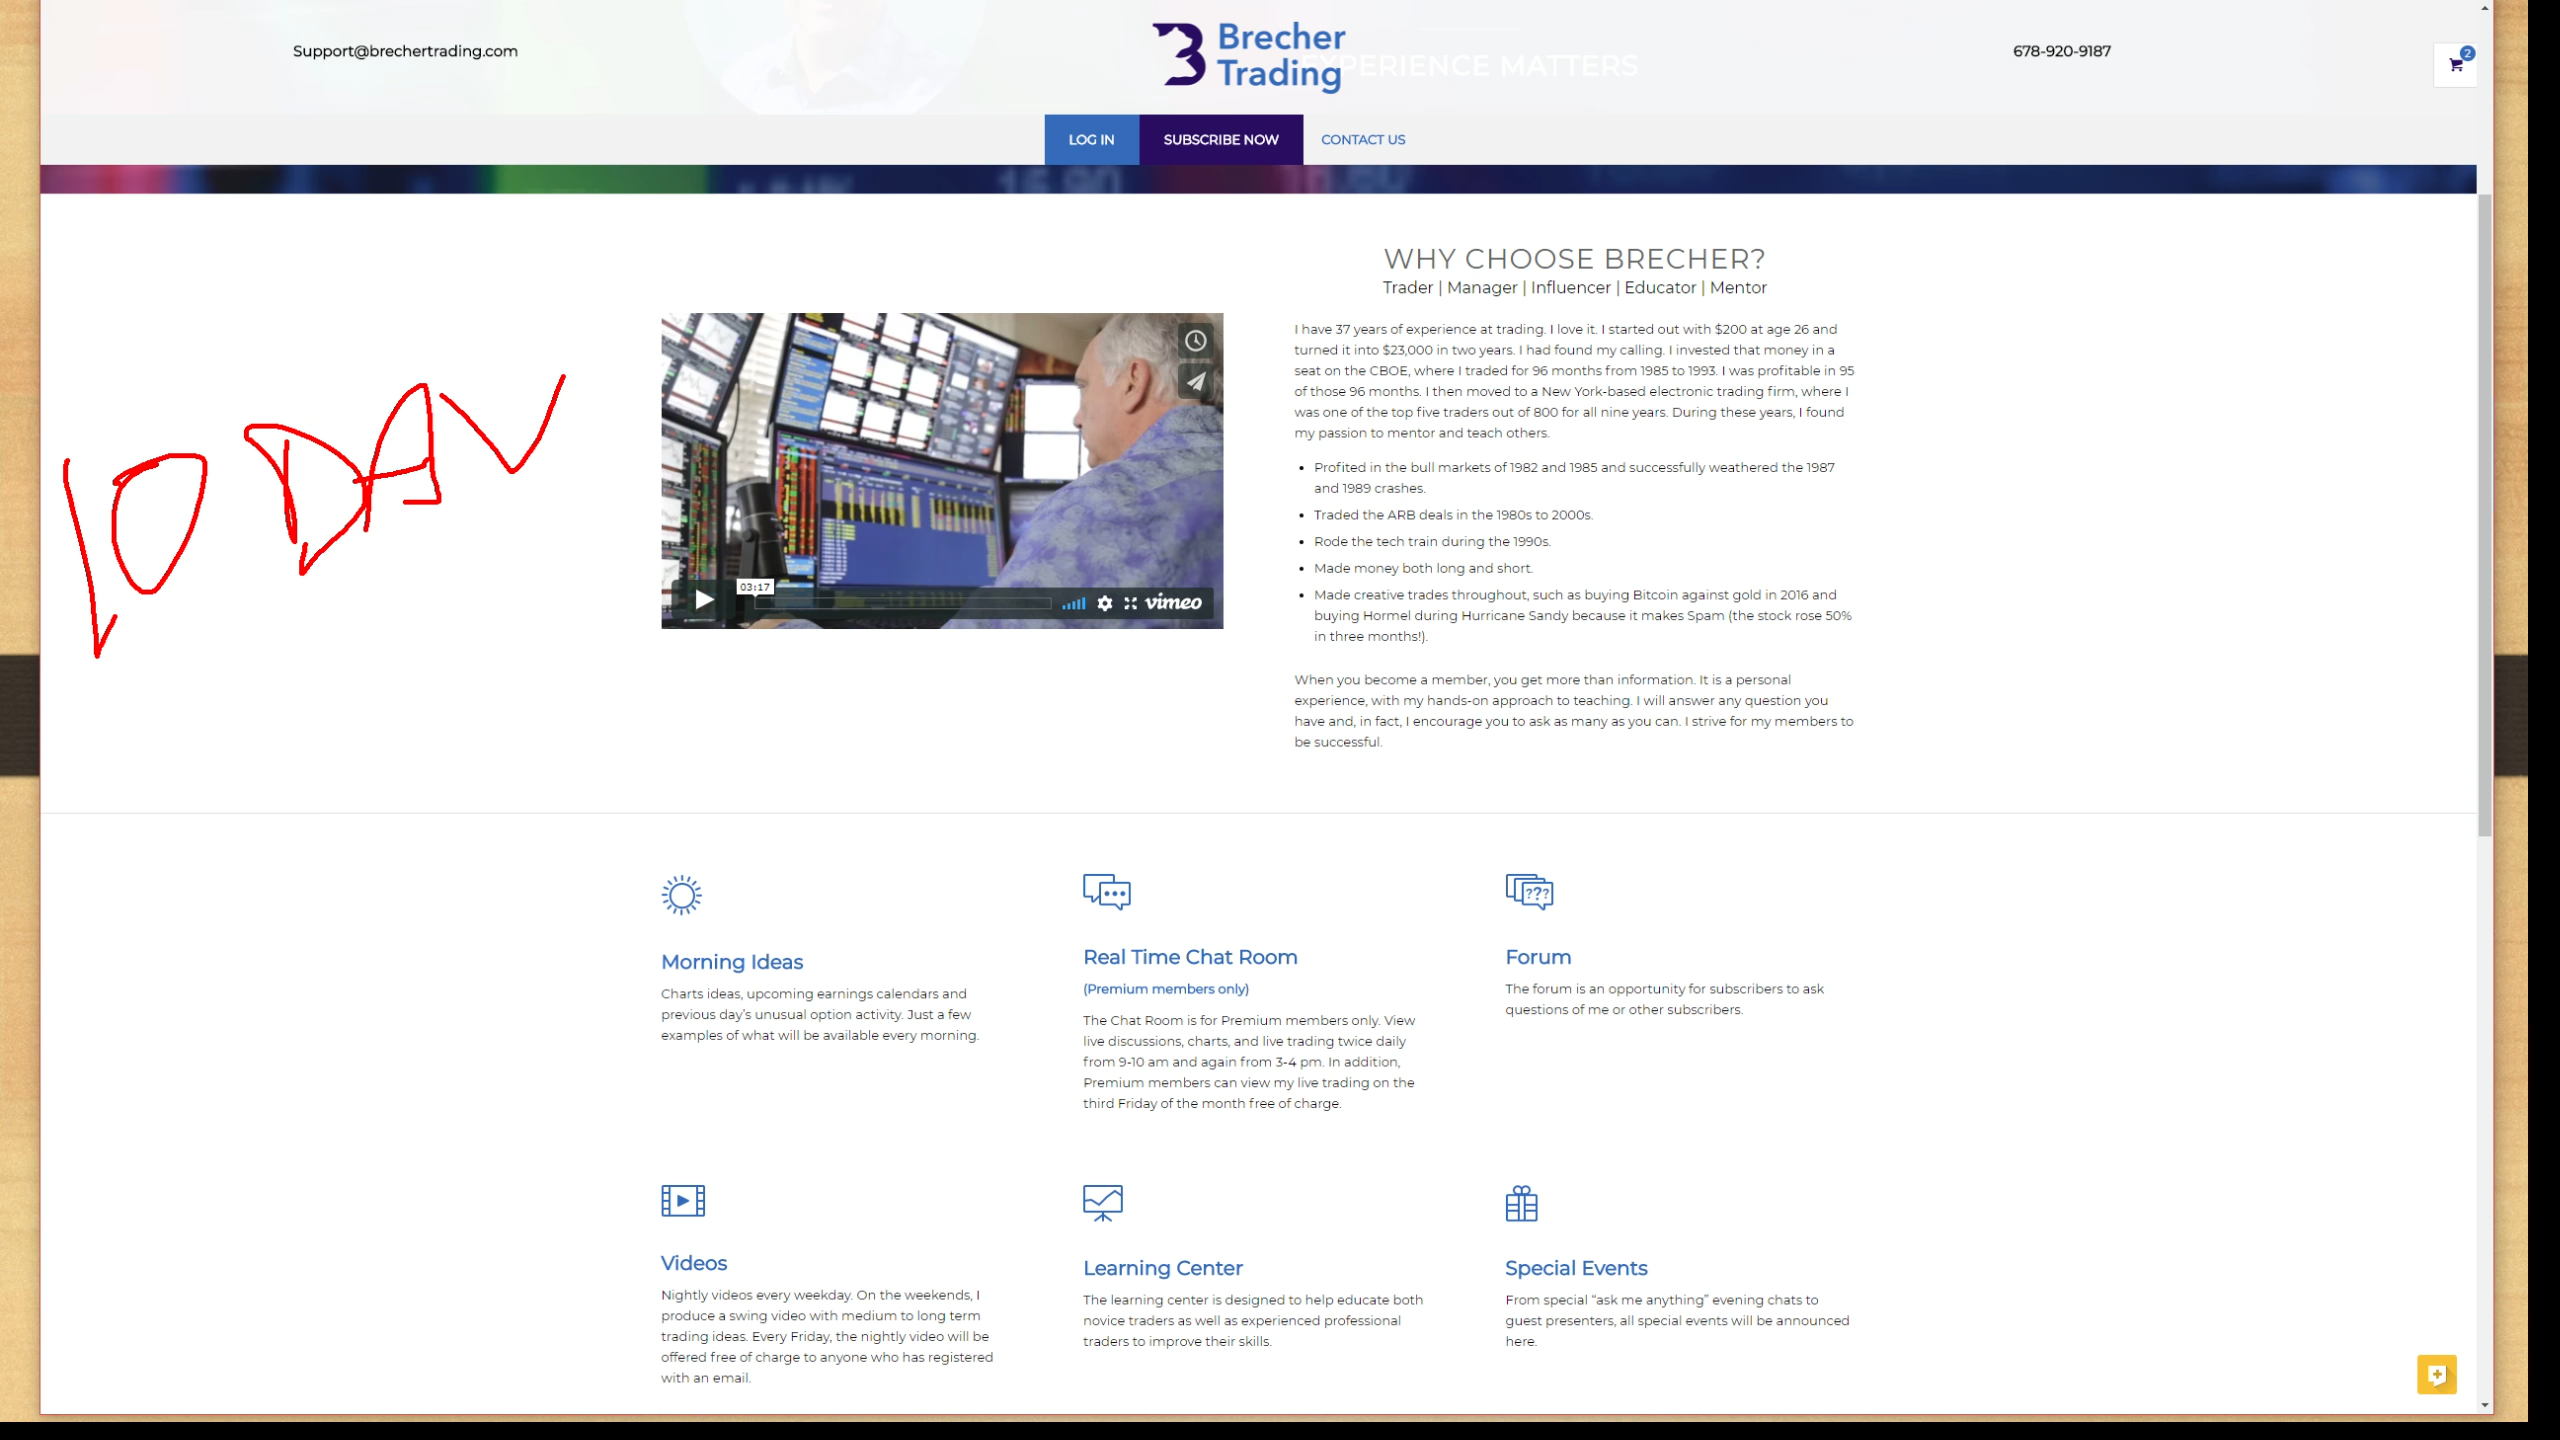 Support@brechertrading.com
Brecher
Trading
EXPERIENCE MATTERS
678-920-9187
2
LOG IN
SUBSCRIBE NOW
CONTACT US
WHY CHOOSE BRECHER?
Trader | Manager | Influencer | Educator | Mentor
I have 37 years of experience at trading. I love it. I started out with $200 at age 26 and
turned it into $23,000 in two years. I had found my calling. I invested that money in a
seat on the CBOE, where I traded for 96 months from 1985 to 1993. I was profitable in 95
of those 96 months. I then moved to a New York-based electronic trading firm, where I
was one of the top five traders out of 800 for all nine years. During these years, I found
my passion to mentor and teach others.
• Profited in the bull markets of 1982 and 1985 and successfully weathered the 1987
and 1989 crashes.
• Traded the ARB deals in the 1980s to 2000s.
• Rode the tech train during the 1990s.
• Made money both long and short.
• Made creative trades throughout, such as buying Bitcoin against gold in 2016 and
buying Hormel during Hurricane Sandy because it makes Spam (the stock rose 50%
in three months!).
When you become a member, you get more than information. It is a personal
experience, with my hands-on approach to teaching. I will answer any question you
have and, in fact, I encourage you to ask as many as you can. I strive for my members to
be successful.
10 DAY
03:17
vimeo
Morning Ideas
Charts ideas, upcoming earnings calendars and
previous day's unusual option activity. Just a few
examples of what will be available every morning.
Real Time Chat Room
(Premium members only)
The Chat Room is for Premium members only. View
live discussions, charts, and live trading twice daily
from 9-10 am and again from 3-4 pm. In addition,
Premium members can view my live trading on the
third Friday of the month free of charge.
???
Forum
The forum is an opportunity for subscribers to ask
questions of me or other subscribers.
Videos
Nightly videos every weekday. On the weekends, I
produce a swing video with medium to long term
trading ideas. Every Friday, the nightly video will be
offered free of charge to anyone who has registered
with an email.
Learning Center
The learning center is designed to help educate both
novice traders as well as experienced professional
traders to improve their skills.
Special Events
From special “ask me anything” evening chats to
guest presenters, all special events will be announced
here.